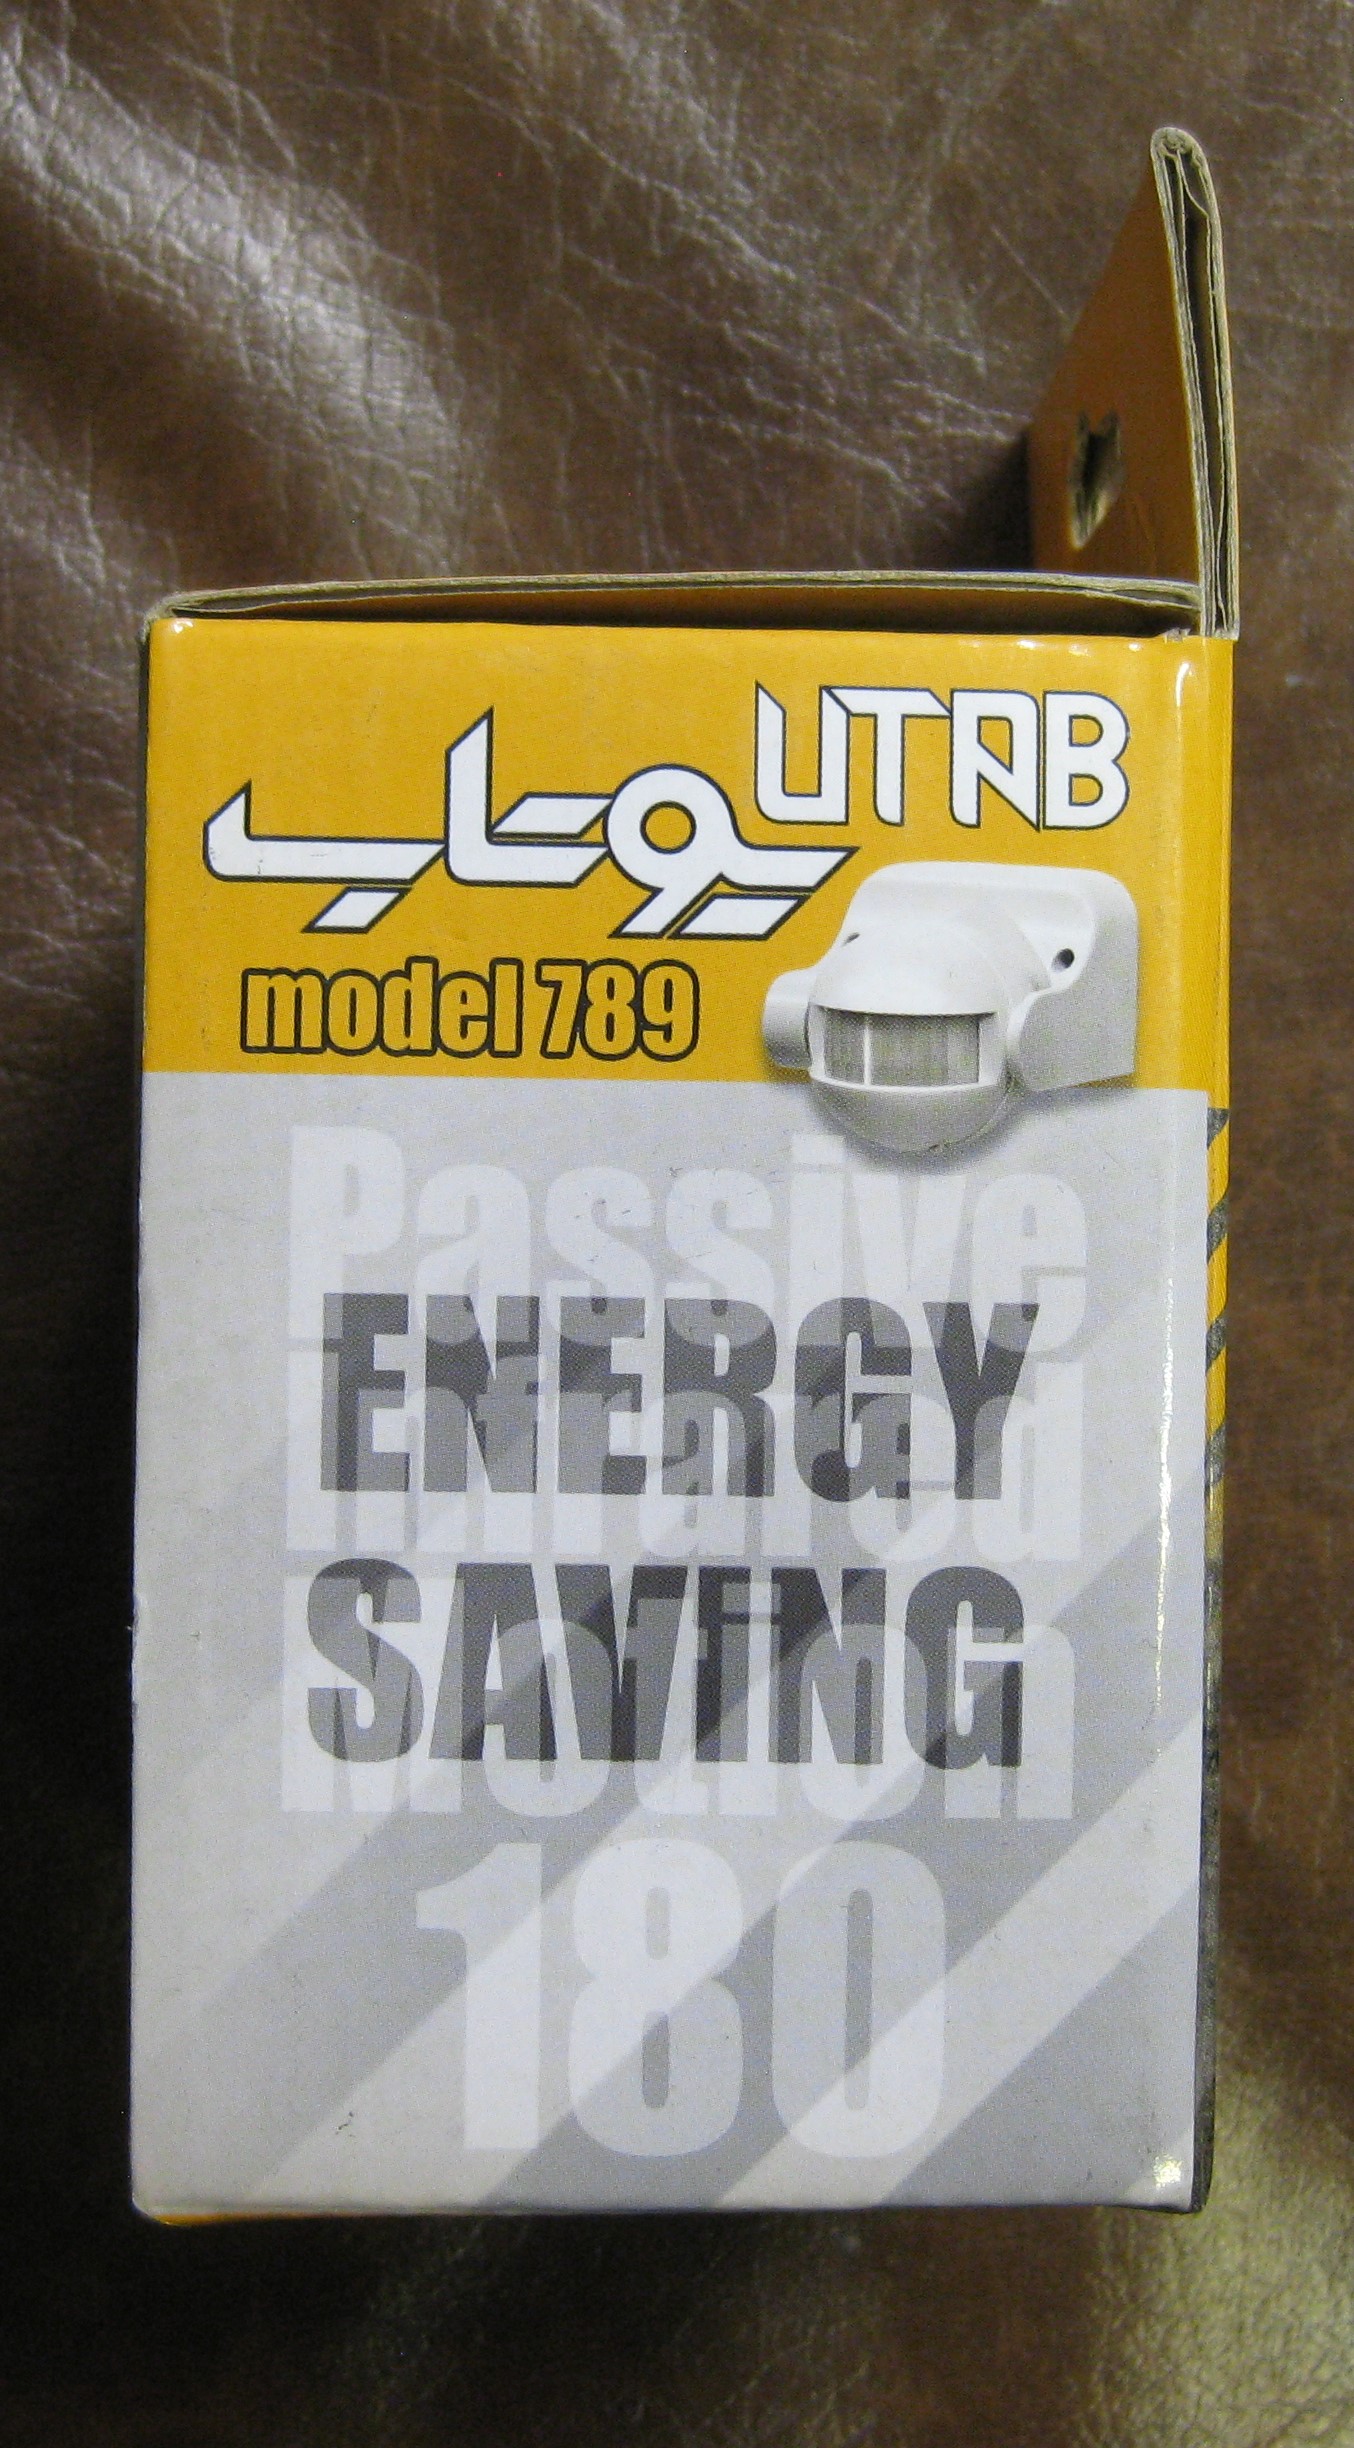 UTAB
یوتاب
model 789
Passive
ENERGY
Infrared
SAVING
Motion
180